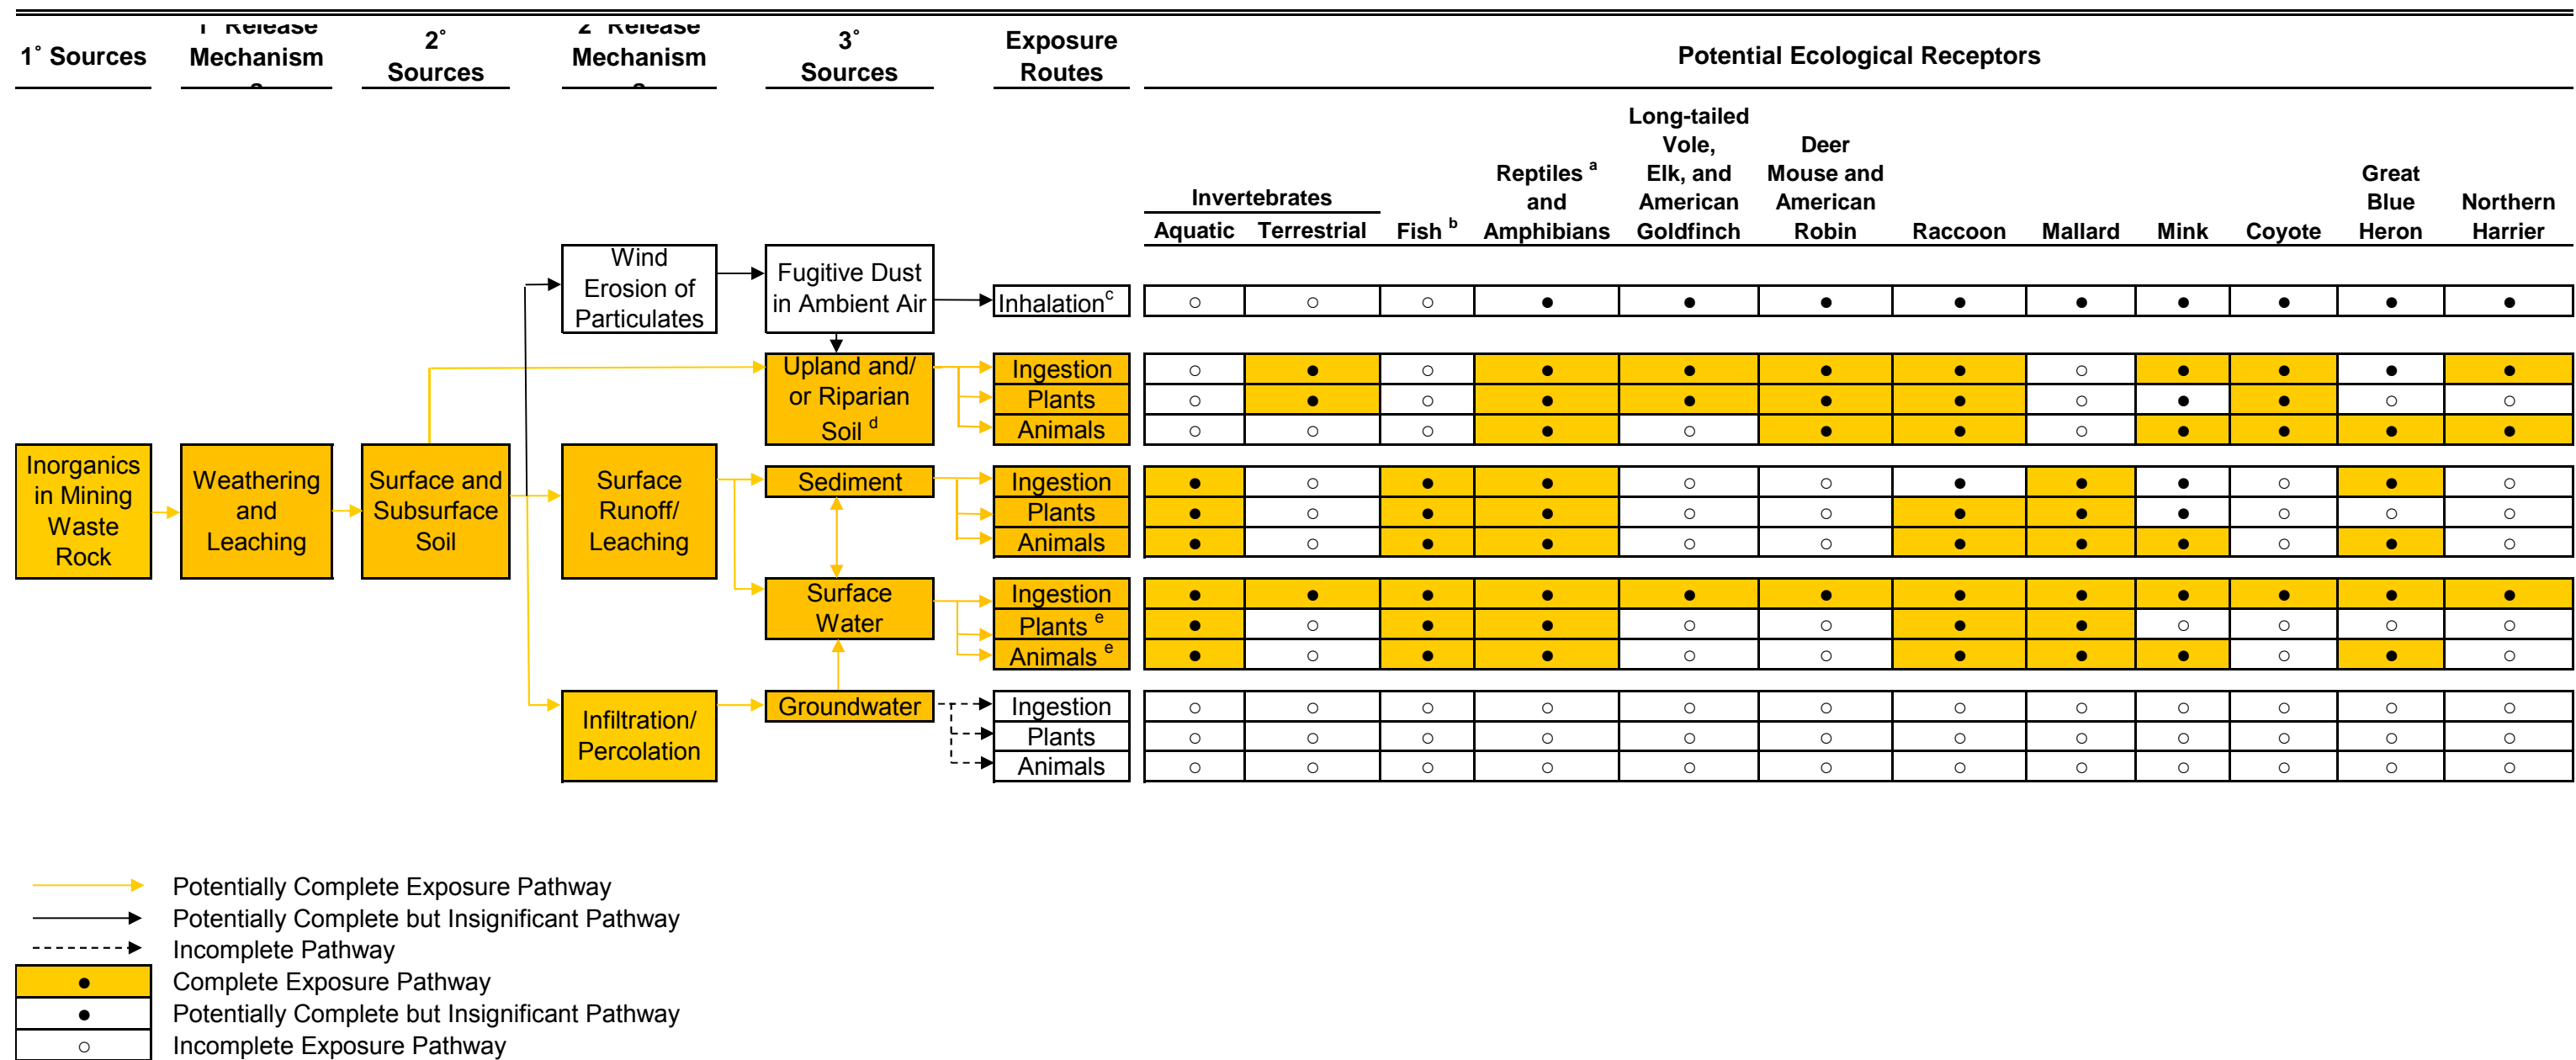 1˚ Sources
Mechanism
2˚
Sources
Mechanism
3˚
Sources
Exposure
Routes
Potential Ecological Receptors
Invertebrates
Aquatic
Terrestrial
Fish b
Reptiles a
and
Amphibians
Long-tailed
Vole,
Elk, and
American
Goldfinch
Deer
Mouse and
American
Robin
Raccoon
Mallard
Mink
Coyote
Great
Blue
Heron
Northern
Harrier
Wind
Erosion of
Particulates
Fugitive Dust
in Ambient Air
Inhalation c
Upland and/
or Riparian
Soil d
Ingestion
Plants
Animals
Inorganics
in Mining
Waste
Rock
Weathering
and
Leaching
Surface and
Subsurface
Soil
Surface
Runoff/
Leaching
Sediment
Ingestion
Plants
Animals
Surface
Water
Ingestion
Plants e
Animals e
Infiltration/
Percolation
Groundwater
Ingestion
Plants
Animals
Potentially Complete Exposure Pathway
Potentially Complete but Insignificant Pathway
Incomplete Pathway
Complete Exposure Pathway
Potentially Complete but Insignificant Pathway
Incomplete Exposure Pathway